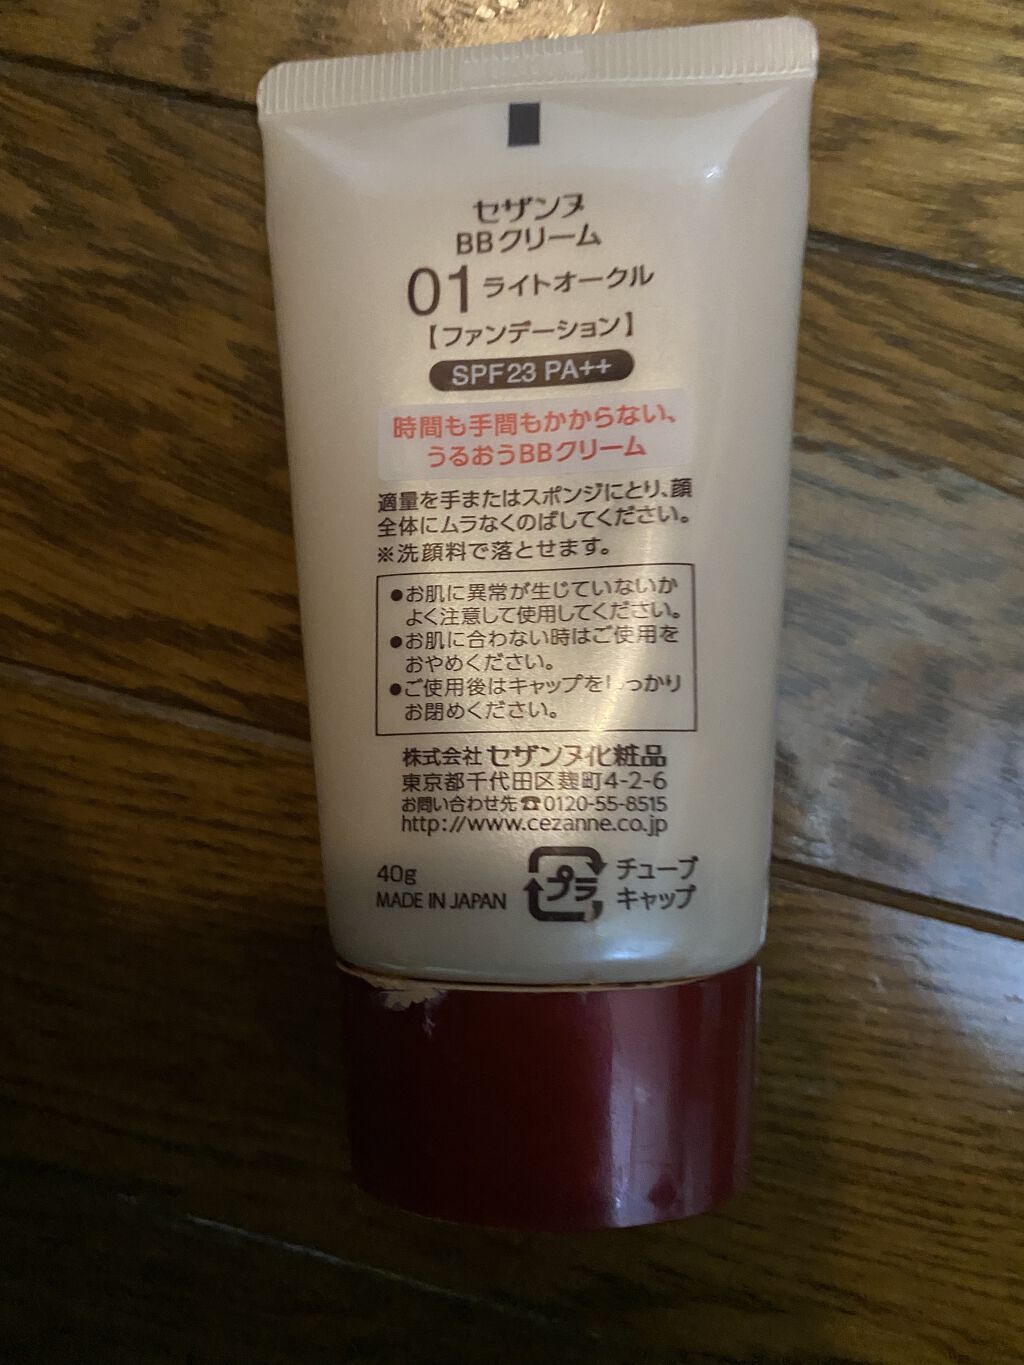 セザンヌ
BBクリーム
01 ライトオークル
【ファンデーション】
SPF23 PA++
時間も手間もかからない、
うるおうBBクリーム
適量を手またはスポンジにとり、顔
全体にムラなくのばしてください。
※洗顔料で落とせます。
●お肌に異常が生じていないか
よく注意して使用してください。
●お肌に合わない時はご使用を
おやめください。
●ご使用後はキャップをしっかり
お閉めください。
株式会社 セザンヌ化粧品
東京都千代田区麹町4-2-6
お問い合わせ先☎0120-55-8515
http://www.cezanne.co.jp
40g
MADE IN JAPAN
プラ
チューブ
キャップ